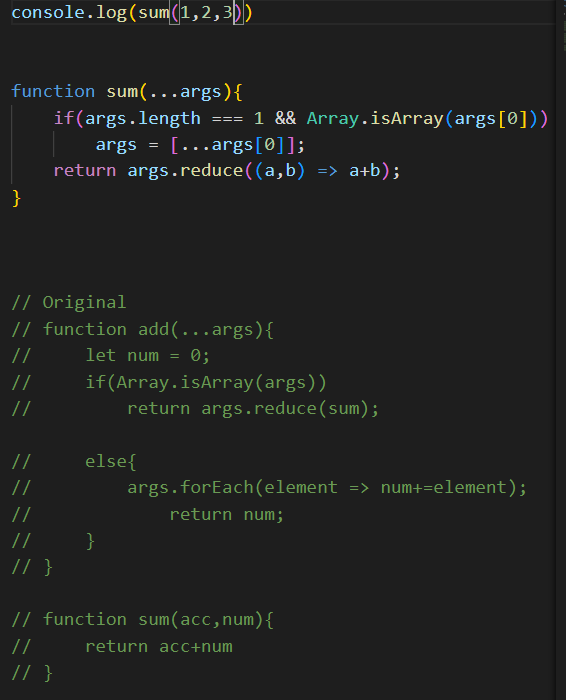 console.log(sum(1,2,3))
function sum(...args){
    if(args.length === 1 && Array.isArray(args[0]))
        args = [...args[0]];
    return args.reduce((a,b) => a+b);
}
// Original
// function add(...args){
//     let num = 0;
//     if(Array.isArray(args))
//         return args.reduce(sum);
//     else{
//         args.forEach(element => num+=element);
//             return num;
//     }
// }
// function sum(acc,num){
//     return acc+num
// }